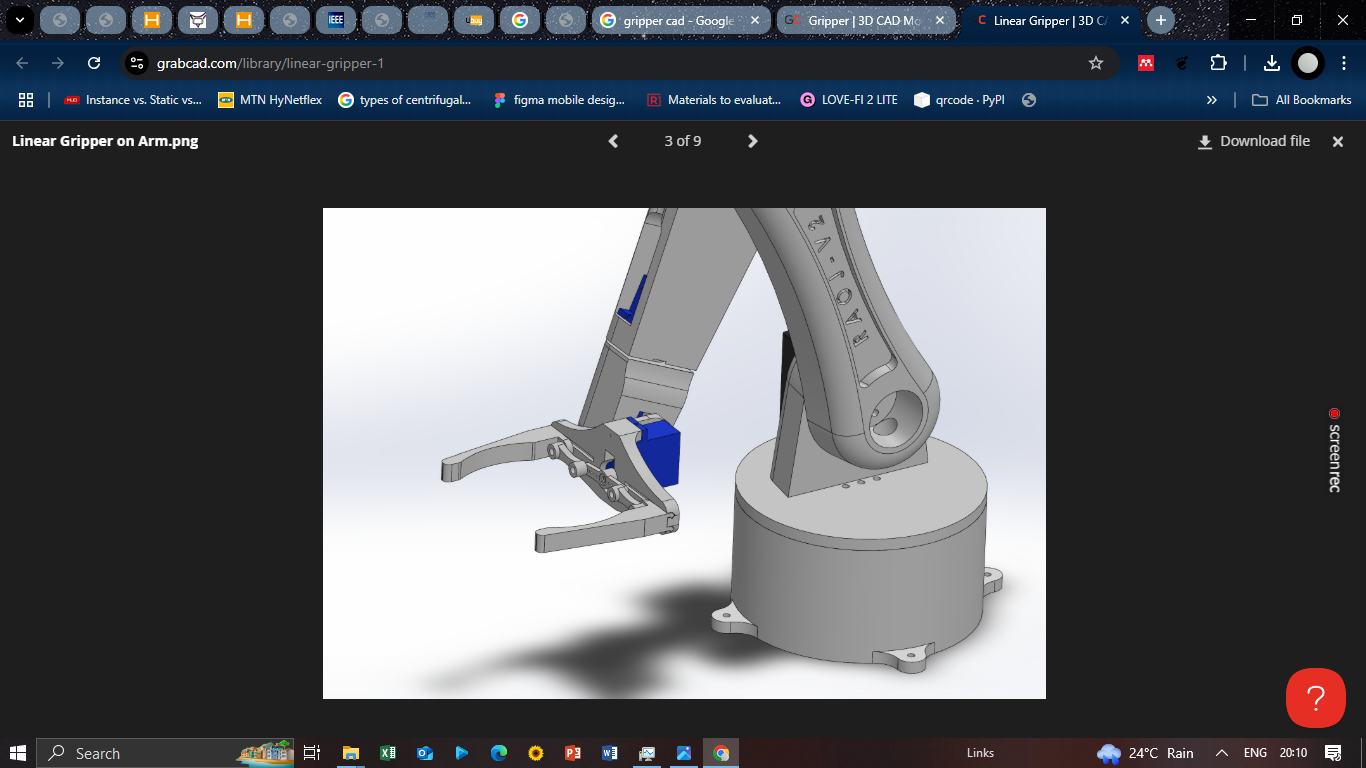 IEEE
gripper cad - Google
Gripper | 3D CAD Mo
Linear Gripper | 3D C
grabcad.com/library/linear-gripper-1
Instance vs. Static vs...
MTN HyNetflex
types of centrifugal...
figma mobile desig...
Materials to evaluat...
LOVE-FI 2 LITE
qrcode · PyPI
»
All Bookmarks
Linear Gripper on Arm.png
3 of 9
Download file
screenrec
?
Search
Links
24°C Rain
ENG
20:10